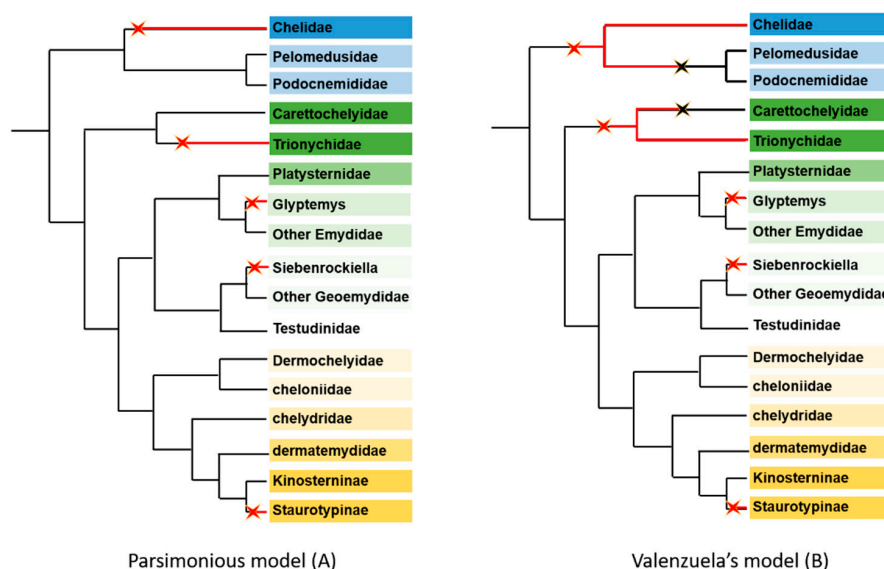 Chelidae
Pelomedusidae
Podocnemididae
Carettochelyidae
Trionychidae
Platysternidae
Glyptemys
Other Emydidae
Siebenrockiella
Other Geoemydidae
Testudinidae
Dermochelyidae
cheloniidae
chelydridae
dermatemydidae
Kinosterninae
Staurotypinae
Parsimonious model (A)
Chelidae
Pelomedusidae
Podocnemididae
Carettochelyidae
Trionychidae
Platysternidae
Glyptemys
Other Emydidae
Siebenrockiella
Other Geoemydidae
Testudinidae
Dermochelyidae
cheloniidae
chelydridae
dermatemydidae
Kinosterninae
Staurotypinae
Valenzuela's model (B)